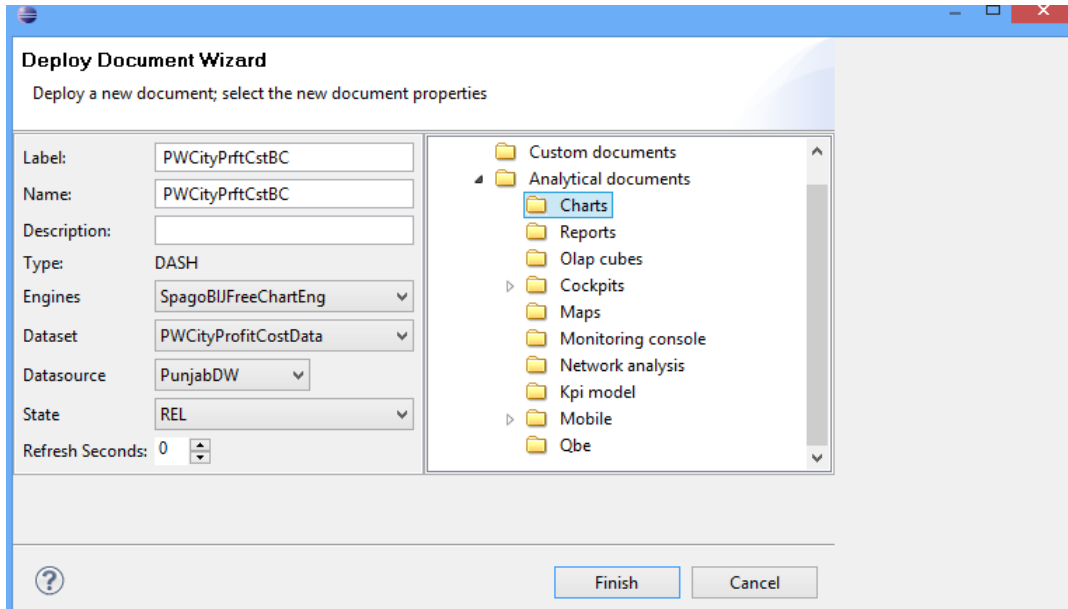 Deploy Document Wizard
Deploy a new document; select the new document properties
Label: PWCityPrftCstBC
Name: PWCityPrftCstBC
Description:
Type: DASH
Engines SpagoBIJFreeChartEng
Dataset PWCityProfitCostData
Datasource PunjabDW
State REL
Refresh Seconds: 0
Custom documents
Analytical documents
Charts
Reports
Olap cubes
Cockpits
Maps
Monitoring console
Network analysis
Kpi model
Mobile
Qbe
? Finish Cancel